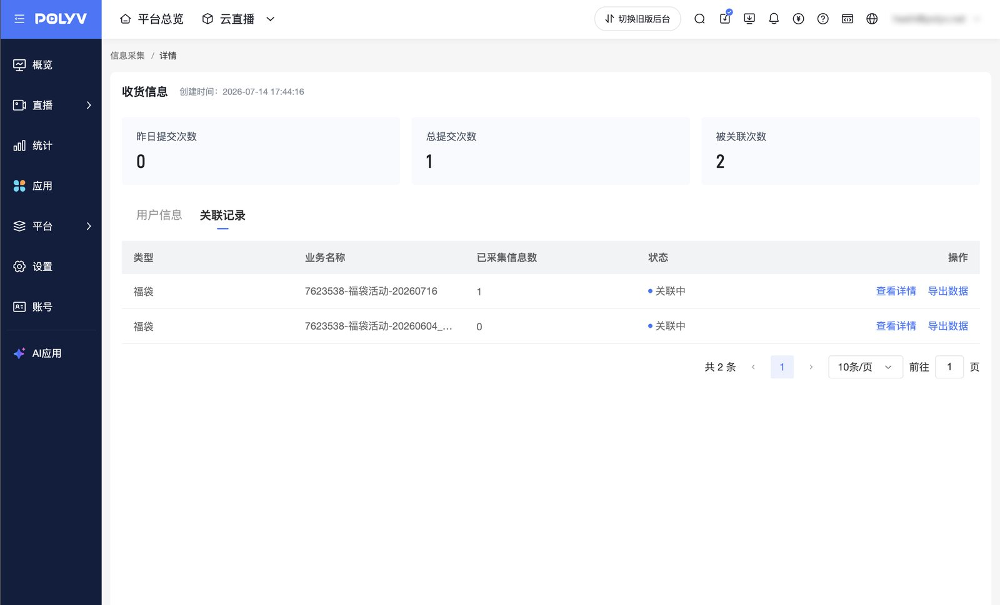 POLYV
平台总览
云直播
切换旧版后台
概览
直播
统计
应用
平台
设置
账号
AI应用
信息采集 / 详情
收货信息 创建时间：2026-07-14 17:44:16
昨日提交次数
0
总提交次数
1
被关联次数
2
用户信息 关联记录
类型 业务名称 已采集信息数 状态 操作
福袋 7623538-福袋活动-20260716 1 关联中 查看详情 导出数据
福袋 7623538-福袋活动-20260604_... 0 关联中 查看详情 导出数据
共 2 条 1 10条/页 前往 1 页